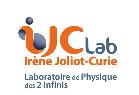 iJC Lab
Irène Joliot-Curie
Laboratoire de Physique
des 2 Infinis